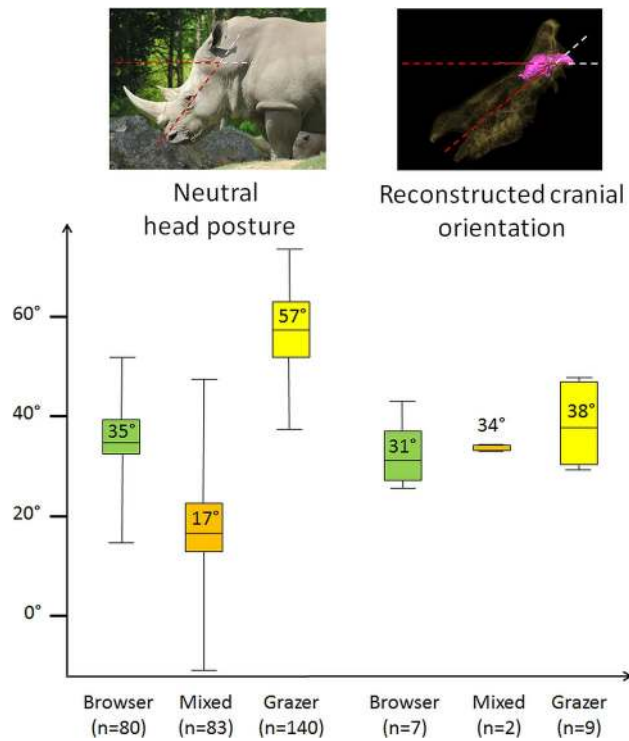 Neutral
head posture
Reconstructed cranial
orientation
60°
40°
20°
0°
35°
17°
57°
31°
34°
38°
Browser
(n=80)
Mixed
(n=83)
Grazer
(n=140)
Browser
(n=7)
Mixed
(n=2)
Grazer
(n=9)